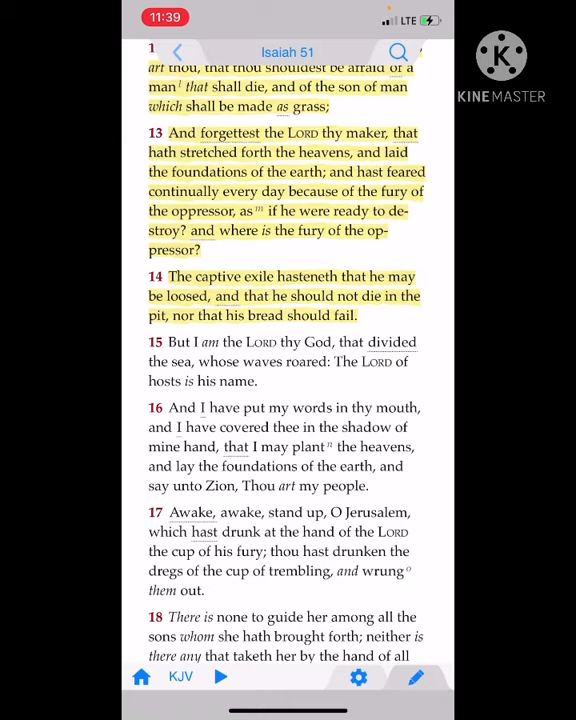 11:39
LTE
Isaiah 51
K
KINEMASTER
art thou, that thou shouldest be afraid of a
man l that shall die, and of the son of man
which shall be made as grass;
13 And forgettest the LORD thy maker, that
hath stretched forth the heavens, and laid
the foundations of the earth; and hast feared
continually every day because of the fury of
the oppressor, as m if he were ready to de-
stroy? and where is the fury of the op-
pressor?
14 The captive exile hasteneth that he may
be loosed, and that he should not die in the
pit, nor that his bread should fail.
15 But I am the LORD thy God, that divided
the sea, whose waves roared: The LORD of
hosts is his name.
16 And I have put my words in thy mouth,
and I have covered thee in the shadow of
mine hand, that I may plant n the heavens,
and lay the foundations of the earth, and
say unto Zion, Thou art my people.
17 Awake, awake, stand up, O Jerusalem,
which hast drunk at the hand of the LORD
the cup of his fury; thou hast drunken the
dregs of the cup of trembling, and wrung o
them out.
18 There is none to guide her among all the
sons whom she hath brought forth; neither is
there any that taketh her by the hand of all
KJV